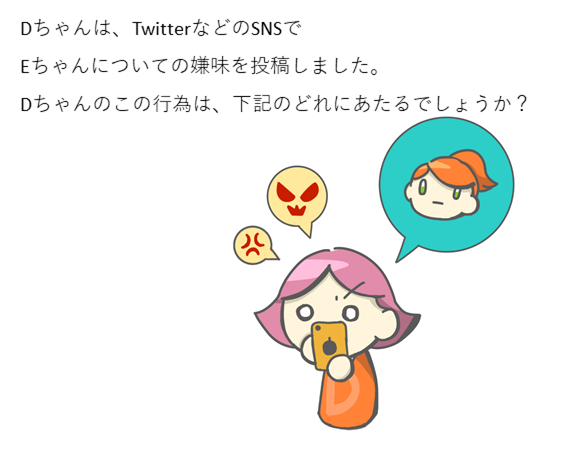 Dちゃんは、TwitterなどのSNSで
Eちゃんについての嫌味を投稿しました。
Dちゃんのこの行為は、下記のどれにあたるでしょうか？
D